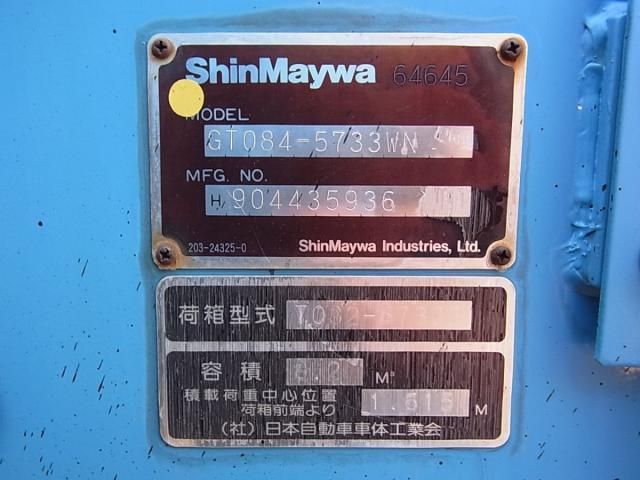 ShinMaywa 64645
MODEL
GT084-5733WN
MFG. NO.
H 904435936
203-24325-0 ShinMaywa Industries, Ltd.
荷箱型式
容積 M³
積載荷重中心位置
荷箱前端より 1.515 M
(社)日本自動車車体工業会